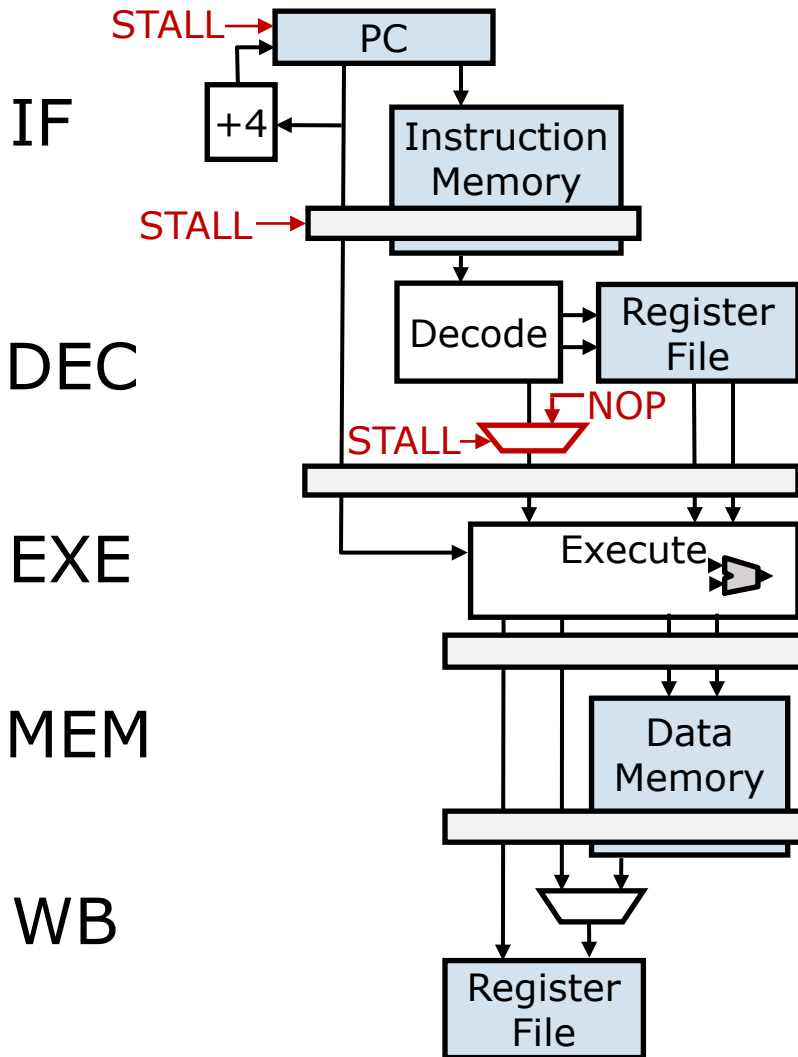 STALL
PC
IF
+4
Instruction
Memory
STALL
DEC
Decode
Register
File
NOP
STALL
EXE
Execute
MEM
Data
Memory
WB
Register
File